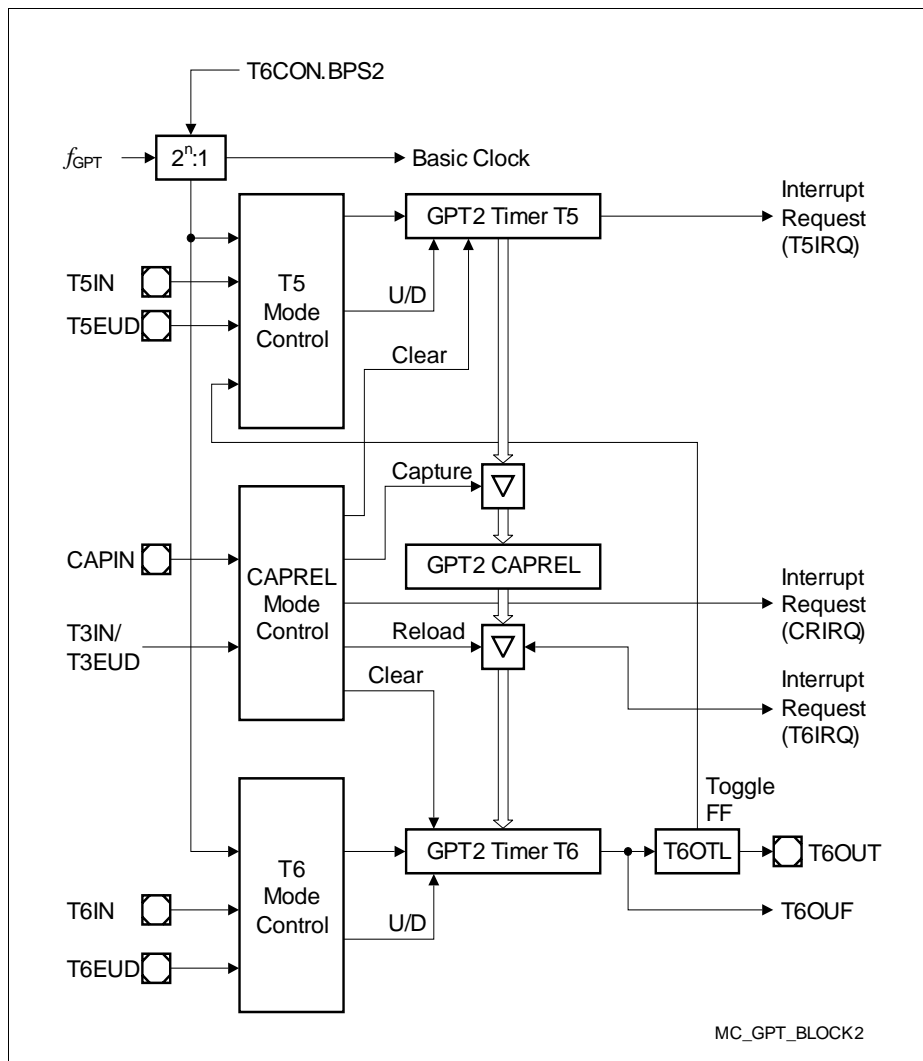 T6CON.BPS2
fGPT
2n:1
Basic Clock
GPT2 Timer T5
Interrupt
Request
(T5IRQ)
T5IN
T5EUD
T5
Mode
Control
U/D
Clear
Capture
CAPIN
T3IN/
T3EUD
CAPREL
Mode
Control
GPT2 CAPREL
Interrupt
Request
(CRIRQ)
Reload
Clear
Interrupt
Request
(T6IRQ)
Toggle
FF
T6
Mode
Control
GPT2 Timer T6
T6OTL
T6OUT
T6IN
T6EUD
U/D
T6OUF
MC_GPT_BLOCK2